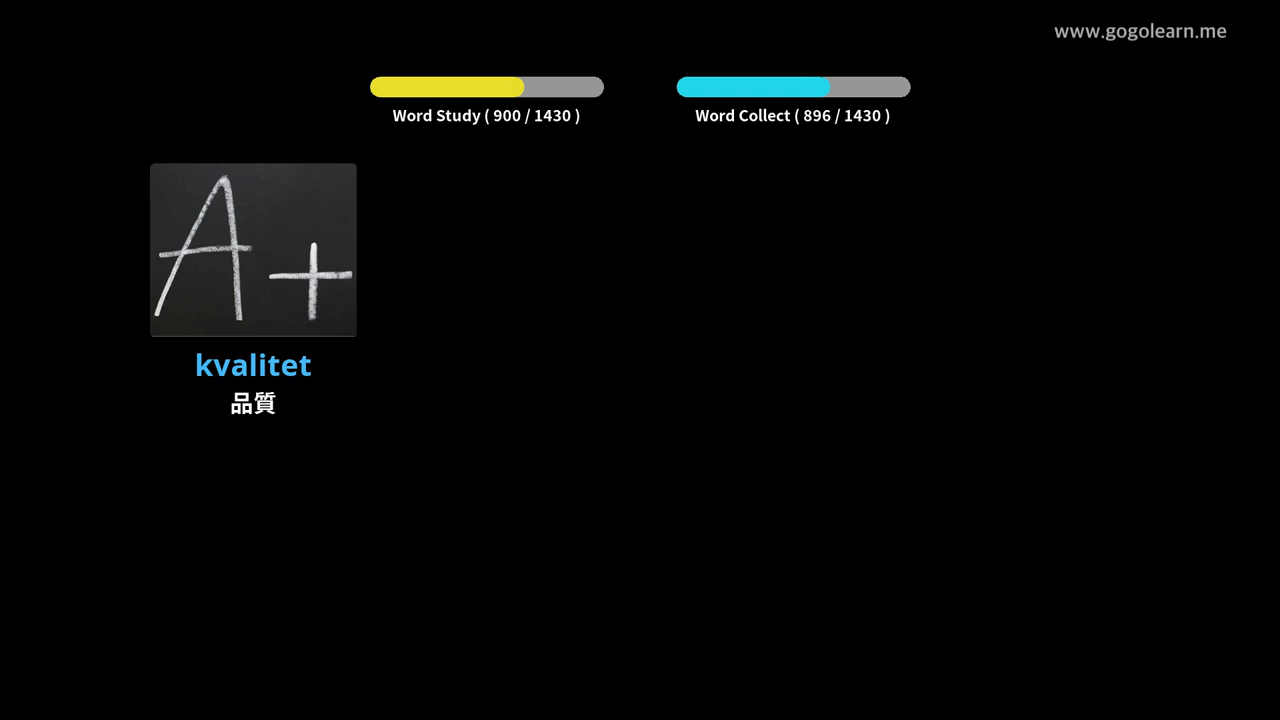 www.gogolearn.me
Word Study ( 900 / 1430 )
Word Collect ( 896 / 1430 )
A+
kvalitet
品質